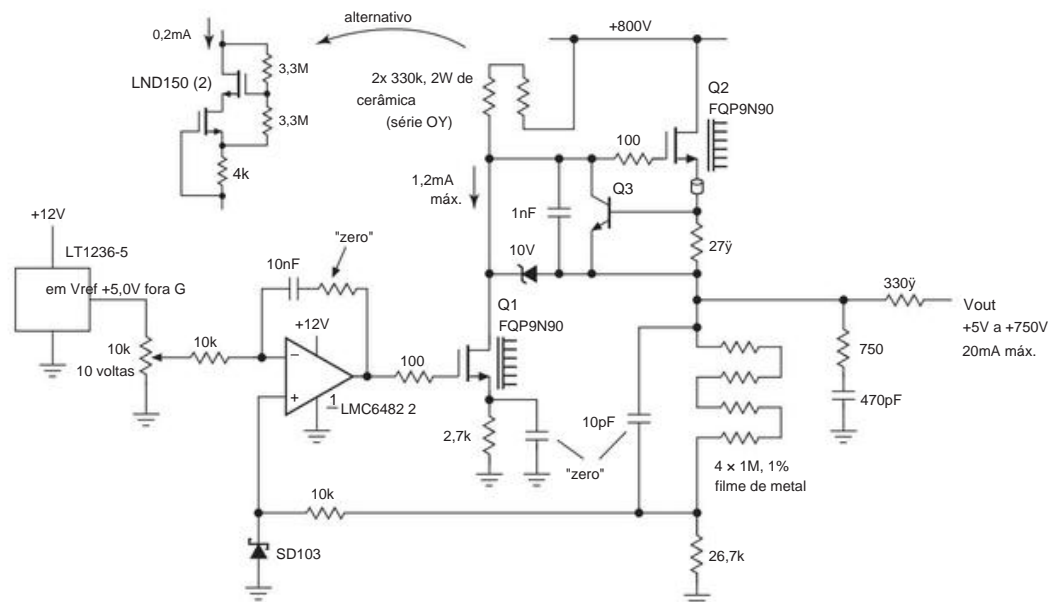 alternativo
+800V
0,2mA
3,3M
LND150 (2)
3,3M
4k
2x 330k, 2W de
cerâmica
(série OY)
Q2
FQP9N90
100
1,2mA
máx.
Q3
1nF
27ÿ
10V
+12V
LT1236-5
em Vref +5,0V fora G
10k
10 voltas
10k
"zero"
10nF
+12V
−
+
1
LMC6482 2
100
Q1
FQP9N90
2,7k
"zero"
10pF
330ÿ
Vout
+5V a +750V
20mA máx.
750
470pF
4 × 1M, 1%
filme de metal
10k
SD103
26,7k